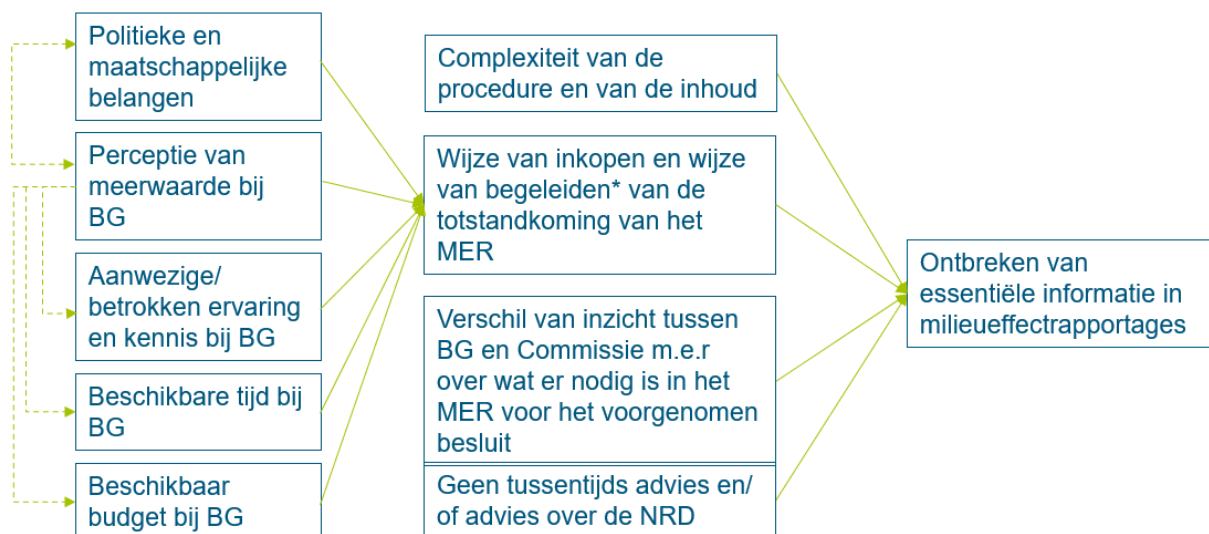 Politieke en
maatschappelijke
belangen
Perceptie van
meerwaarde bij
BG
Aanwezige/
betrokken ervaring
en kennis bij BG
Beschikbare tijd bij
BG
Beschikbaar
budget bij BG
Complexiteit van de
procedure en van de inhoud
Wijze van inkopen en wijze
van begeleiden* van de
totstandkoming van het
MER
Verschil van inzicht tussen
BG en Commissie m.e.r
over wat er nodig is in het
MER voor het voorgenomen
besluit
Geen tussentijds advies en/
of advies over de NRD
Ontbreken van
essentiële informatie in
milieueffectrapportages